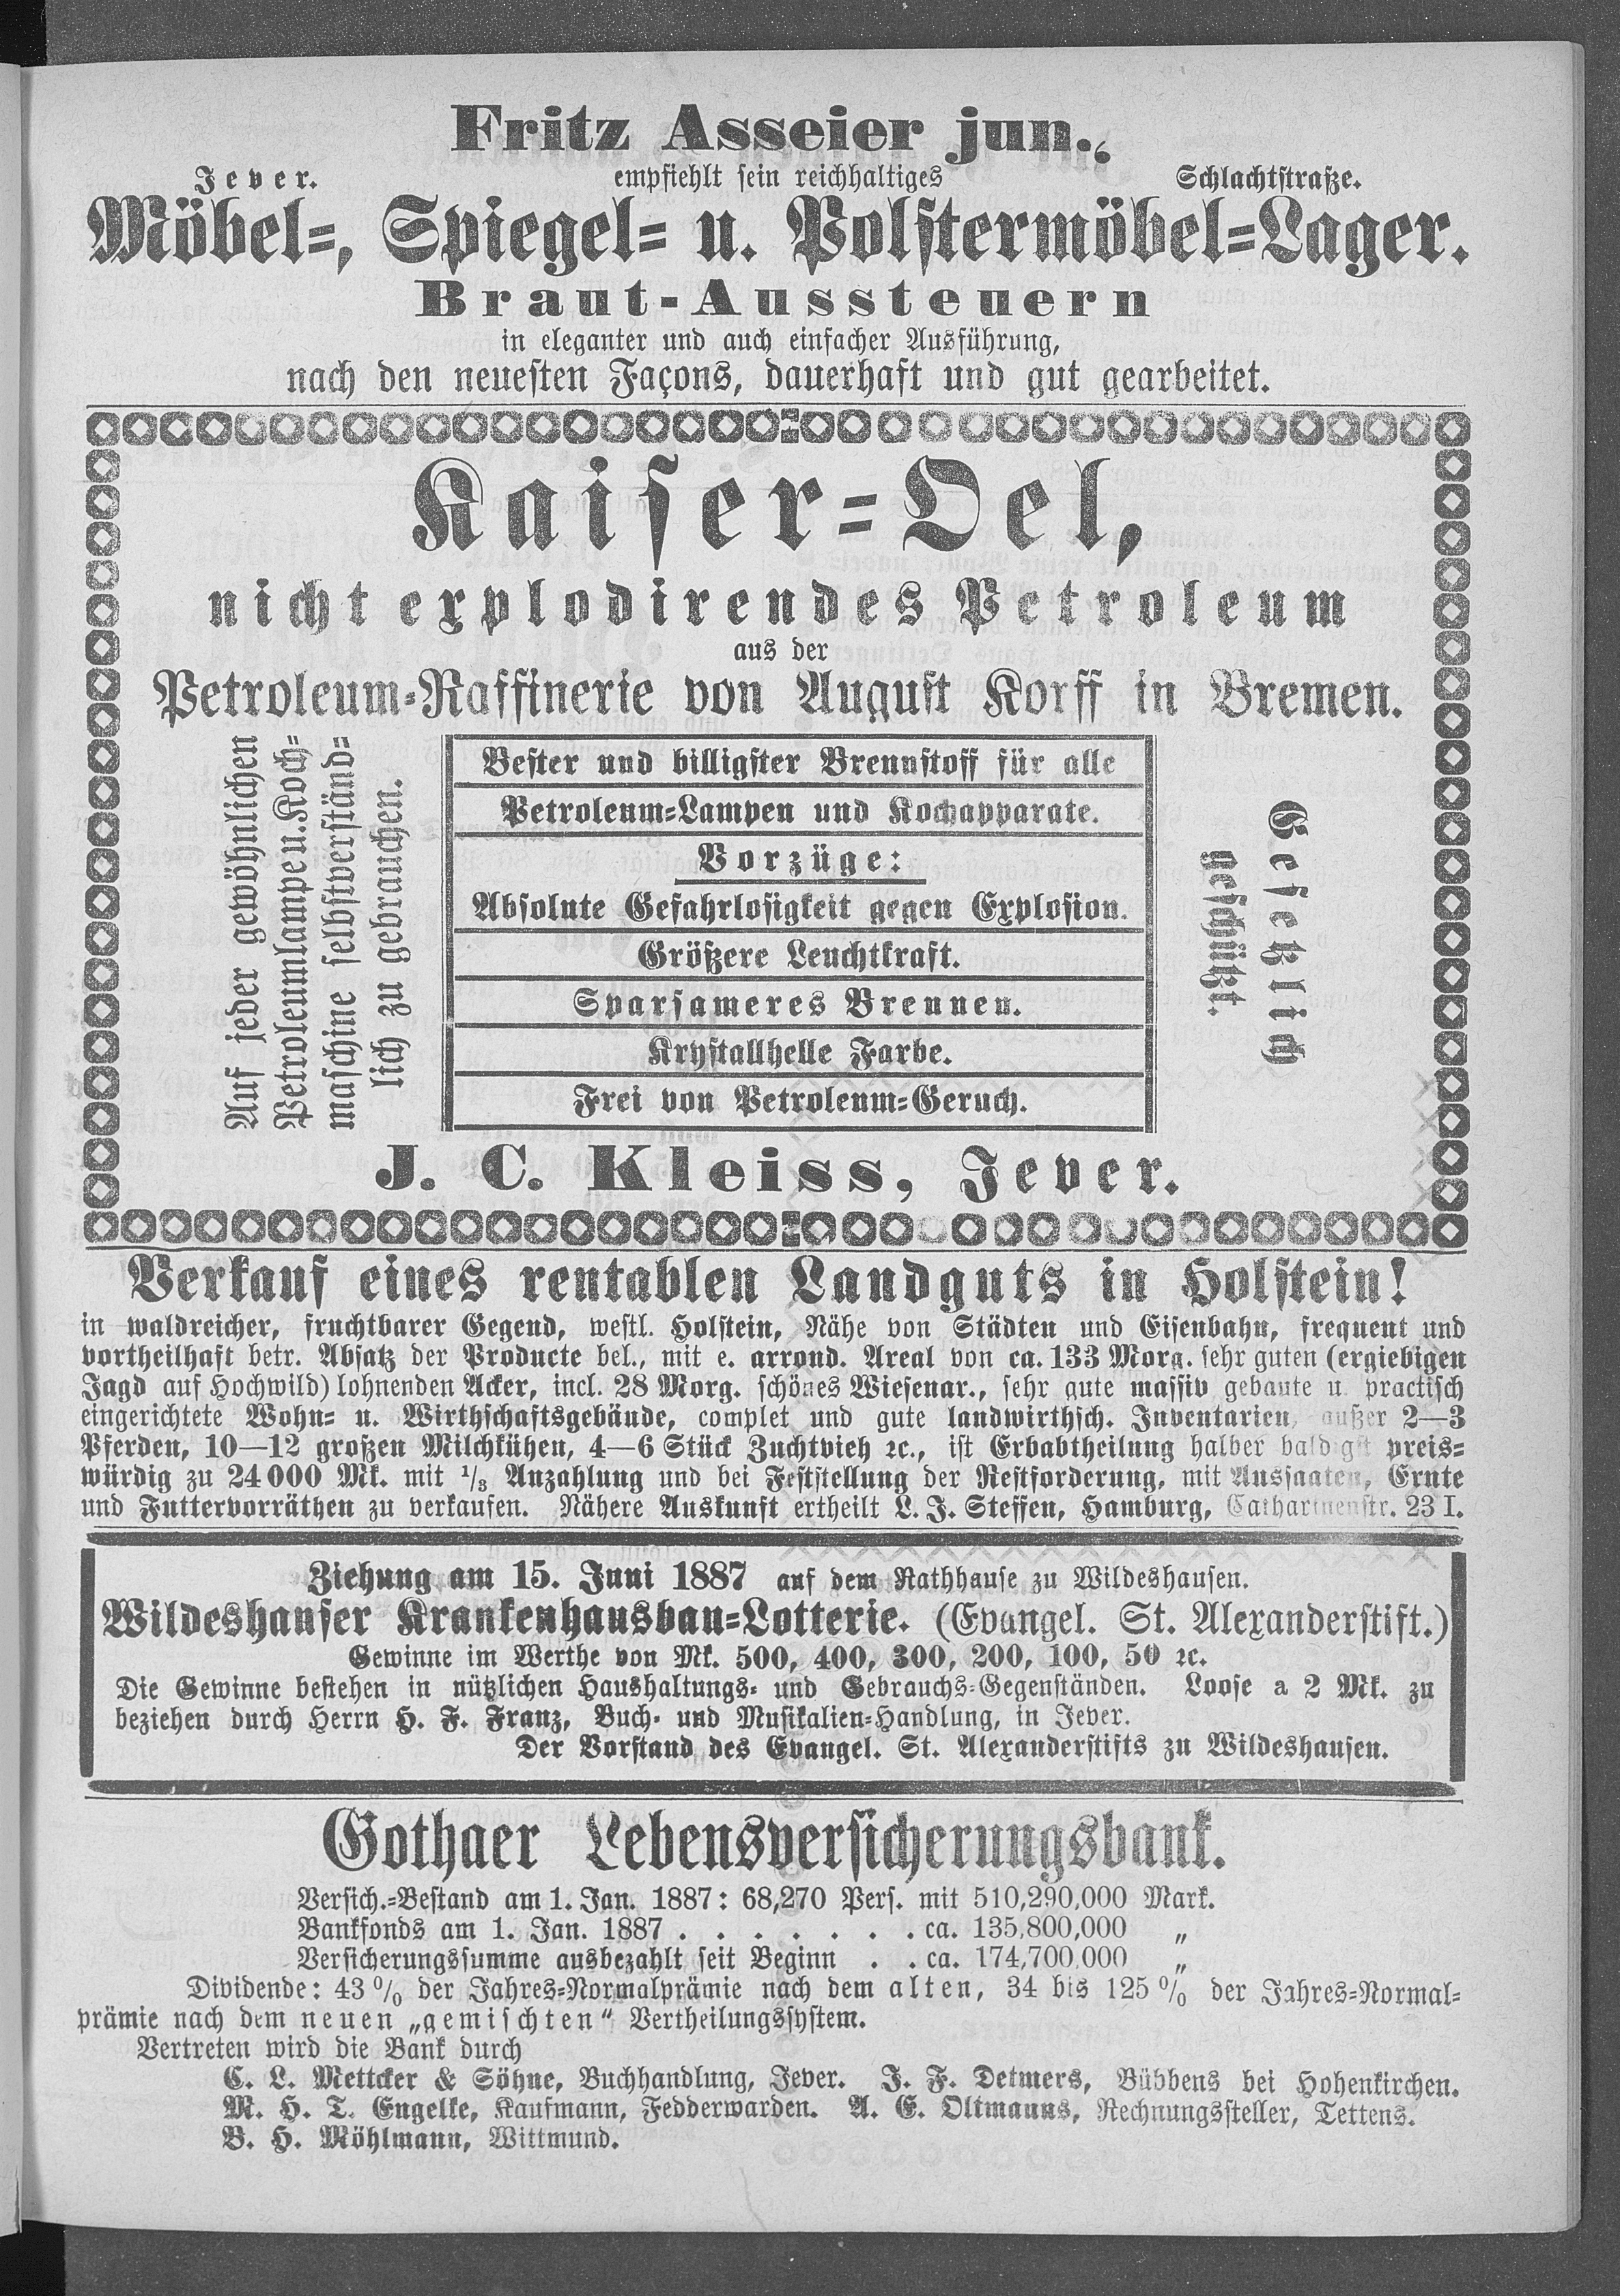 Fritz Asseier jun.,
Jever. empfiehlt sein reichhaltiges Schlachtstraße.
Möbel-, Spiegel- u. Polstermöbel-Lager.
Braut-Aussteuern
in eleganter und auch einfacher Ausführung,
nach den neuesten Façons, dauerhaft und gut gearbeitet.
Kaiser-Oel,
nicht explodirendes Petroleum
aus der
Petroleum-Raffinerie von August Korff in Bremen.
Auf jeder gewöhnlichen
Petroleumlampe u. Koch-
maschine selbstverständ-
lich zu gebrauchen.
Bester und billigster Brennstoff für alle
Petroleum-Lampen und Kochapparate.
Vorzüge:
Absolute Gefahrlosigkeit gegen Explosion.
Größere Leuchtkraft.
Sparsameres Brennen.
Krystallhelle Farbe.
Frei von Petroleum-Geruch.
Gesetzlich
geschützt.
J. C. Kleiss, Jever.
Verkauf eines rentablen Landguts in Holstein!
in waldreicher, fruchtbarer Gegend, westl. Holstein, Nähe von Städten und Eisenbahn, frequent und
vortheilhaft betr. Absatz der Producte bel., mit e. arrond. Areal von ca. 133 Morg. sehr guten (ergiebigen
Jagd auf Hochwild) lohnenden Acker, incl. 28 Morg. schönes Wiesenar., sehr gute massiv gebaute u. practisch
eingerichtete Wohn- u. Wirthschaftsgebäude, complet und gute landwirthsch. Inventarien, außer 2—3
Pferden, 10—12 großen Milchkühen, 4—6 Stück Zuchtvieh ꝛc., ist Erbabtheilung halber baldigst preis-
würdig zu 24000 Mk. mit 1/3 Anzahlung und bei Feststellung der Restforderung, mit Aussaaten, Ernte
und Futtervorräthen zu verkaufen. Nähere Auskunft ertheilt L. J. Steffen, Hamburg, Catharinenstr. 23 I.
Ziehung am 15. Juni 1887 auf dem Rathhause zu Wildeshausen.
Wildeshauser Krankenhausbau-Lotterie. (Evangel. St. Alexanderstift.)
Gewinne im Werthe von Mk. 500, 400, 300, 200, 100, 50 ꝛc.
Die Gewinne bestehen in nützlichen Haushaltungs- und Gebrauchs-Gegenständen. Loose a 2 Mk. zu
beziehen durch Herrn H. F. Franz, Buch- und Musikalien-Handlung, in Jever.
Der Vorstand des Evangel. St. Alexanderstifts zu Wildeshausen.
Gothaer Lebensversicherungsbank.
Versich.-Bestand am 1. Jan. 1887: 68,270 Pers. mit 510,290,000 Mark.
Bankfonds am 1. Jan. 1887 . . . . . . . ca. 135,800,000 „
Versicherungssumme ausbezahlt seit Beginn . . ca. 174,700,000 „
Dividende: 43 % der Jahres-Normalprämie nach dem alten, 34 bis 125 % der Jahres-Normal-
prämie nach dem neuen „gemischten“ Vertheilungssystem.
Vertreten wird die Bank durch
C. L. Mettcker & Söhne, Buchhandlung, Jever. J. F. Detmers, Bübbens bei Hohenkirchen.
M. H. T. Engelke, Kaufmann, Fedderwarden. A. E. Oltmanns, Rechnungssteller, Tettens.
B. H. Möhlmann, Wittmund.